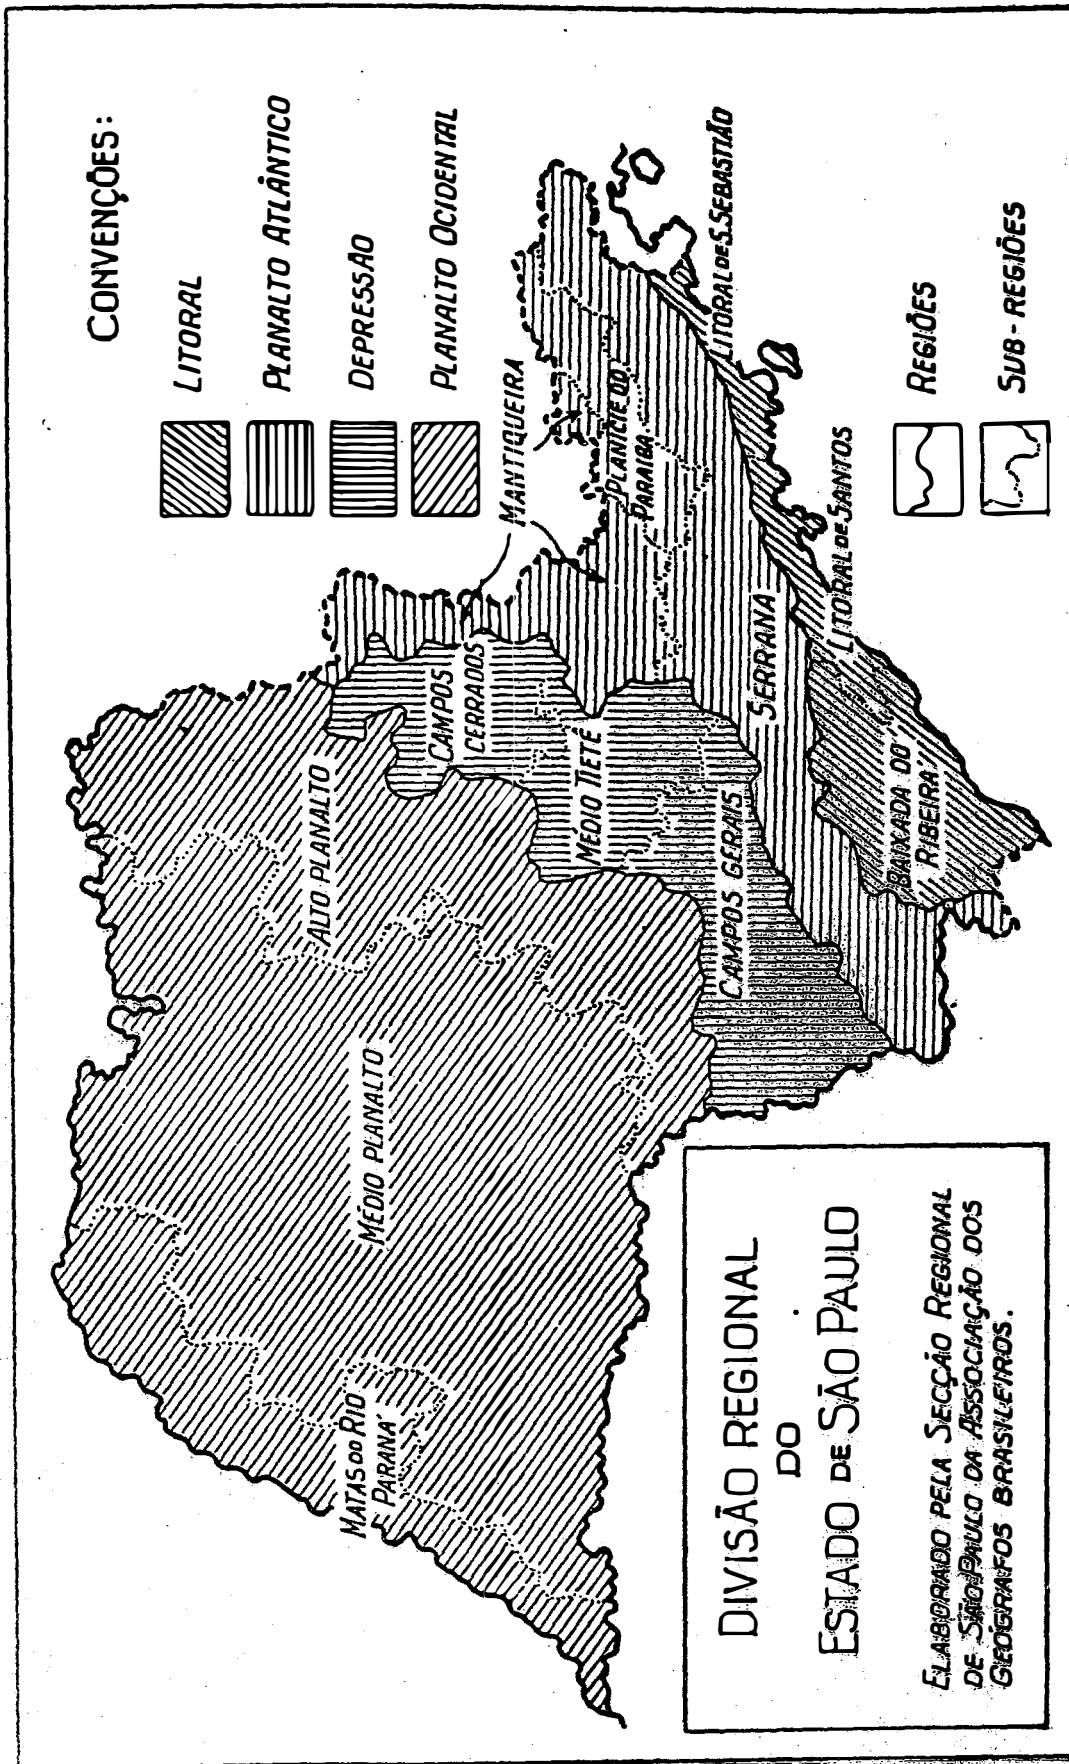 CONVENÇÕES:
LITORAL
PLANALTO ATLÂNTICO
DEPRESSÃO
PLANALTO OCIDENTAL
MANTIQUEIRA
PLANÍCIE DO
PARAIBA
LITORAL DE S. SEBASTIÃO
LITORAL DE SANTOS
REGIÕES
SUB-REGIÕES
CAMPOS
CERRADOS
ALTO PLANALTO
MÉDIO TIETÊ
SERRANA
CAMPOS GERAIS
BAIXADA DO
RIBEIRA
MÉDIO PLANALTO
MATAS DO RIO
PARANÁ
DIVISÃO REGIONAL
DO
ESTADO DE SÃO PAULO
ELABORADO PELA SECÇÃO REGIONAL
DE SÃO PAULO DA ASSOCIAÇÃO DOS
GEÓGRAFOS BRASILEIROS.